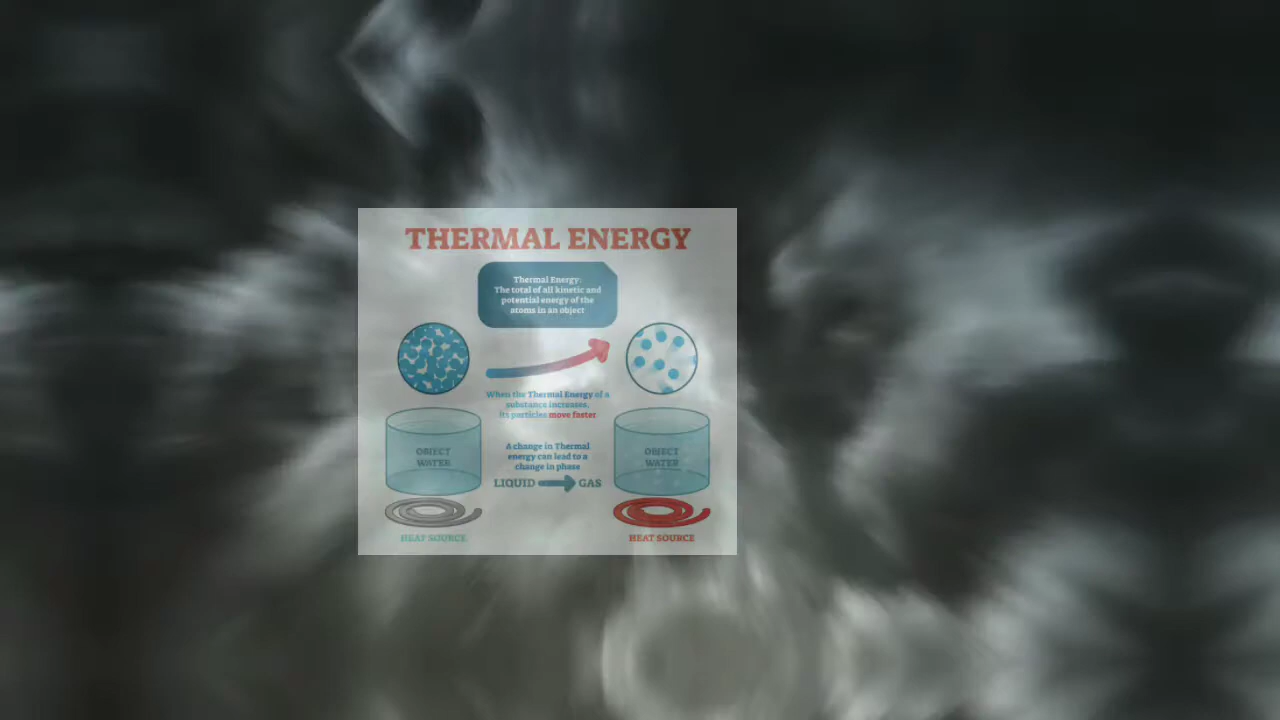 THERMAL ENERGY
Thermal Energy:
The total of all kinetic and
potential energy of the
atoms in an object
When the Thermal Energy of a
substance increases,
its particles move faster
OBJECT
WATER
A change in Thermal
energy can lead to a
change in phase
LIQUID GAS
OBJECT
WATER
HEAT SOURCE
HEAT SOURCE